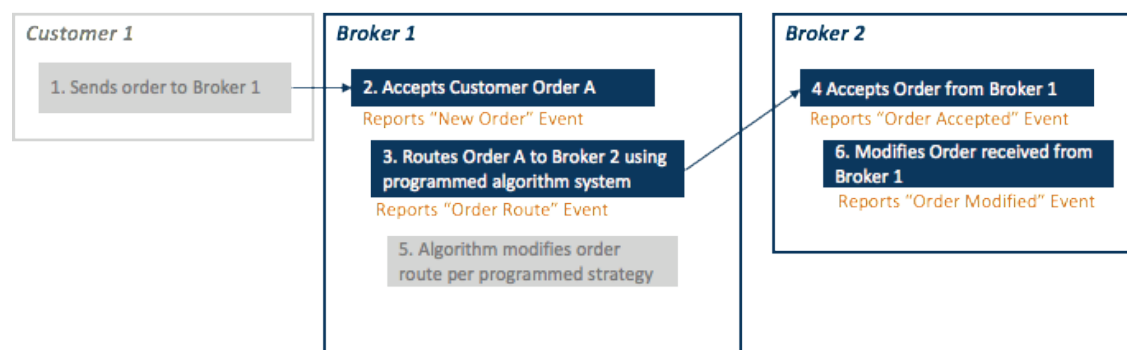 Customer 1
1. Sends order to Broker 1
Broker 1
2. Accepts Customer Order A
Reports “New Order” Event
3. Routes Order A to Broker 2 using
programmed algorithm system
Reports “Order Route” Event
5. Algorithm modifies order
route per programmed strategy
Broker 2
4 Accepts Order from Broker 1
Reports “Order Accepted” Event
6. Modifies Order received from
Broker 1
Reports “Order Modified” Event